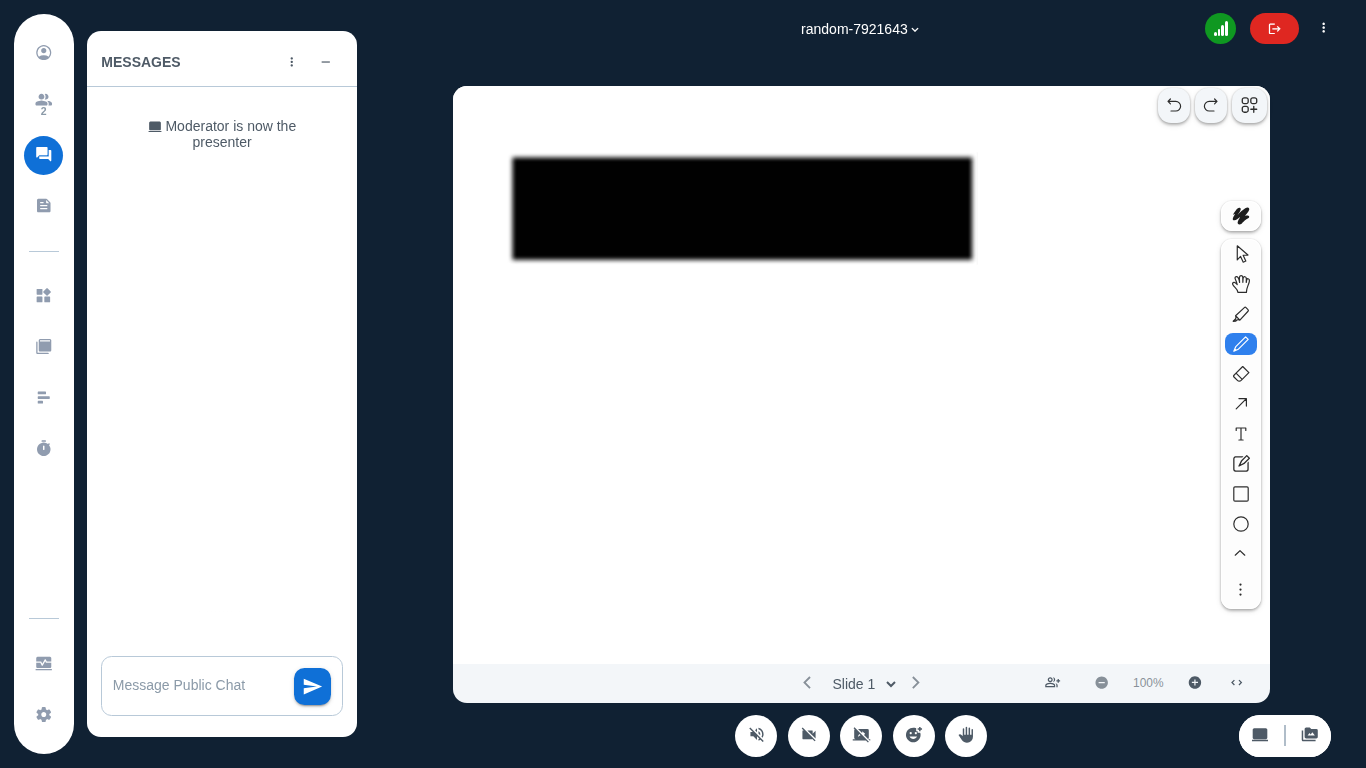 random-7921643
MESSAGES
2
Moderator is now the
presenter
Message Public Chat
Slide 1
100%